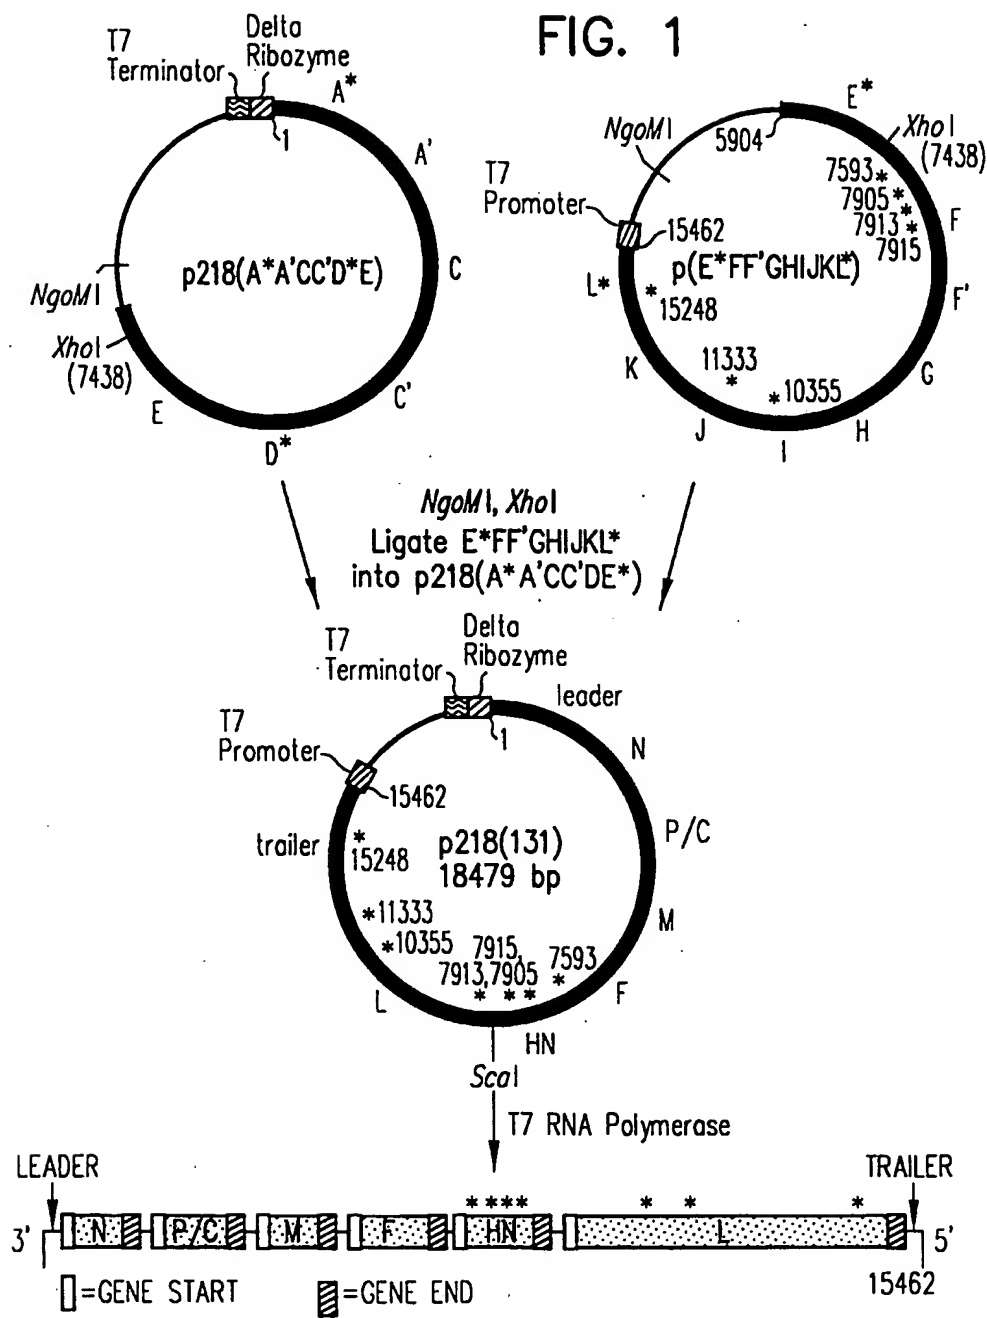 FIG. 1
T7
Terminator
Delta
Ribozyme
A*
1
A'
C
C'
D*
E
XhoI
(7438)
NgoMI
p218(A*A'CC'D*E)
E*
5904
XhoI
(7438)
NgoMI
T7
Promoter
15462
7593*
7905*
7913*
7915*
F
p(E*FF'GHIJKL*)
F'
L*
*
15248
G
K
11333
*
*10355
H
J
I
NgoMI, XhoI
Ligate E*FF'GHIJKL*
into p218(A*A'CC'DE*)
T7
Terminator
Delta
Ribozyme
leader
1
T7
Promoter
15462
N
P/C
trailer
*
15248
p218(131)
18479 bp
M
*11333
*10355
7915,
7913,7905
7593
* * * *
L
F
HN
ScaI
T7 RNA Polymerase
LEADER
TRAILER
* * * * * * *
3' N P/C M F HN L 5'
15462
=GENE START =GENE END